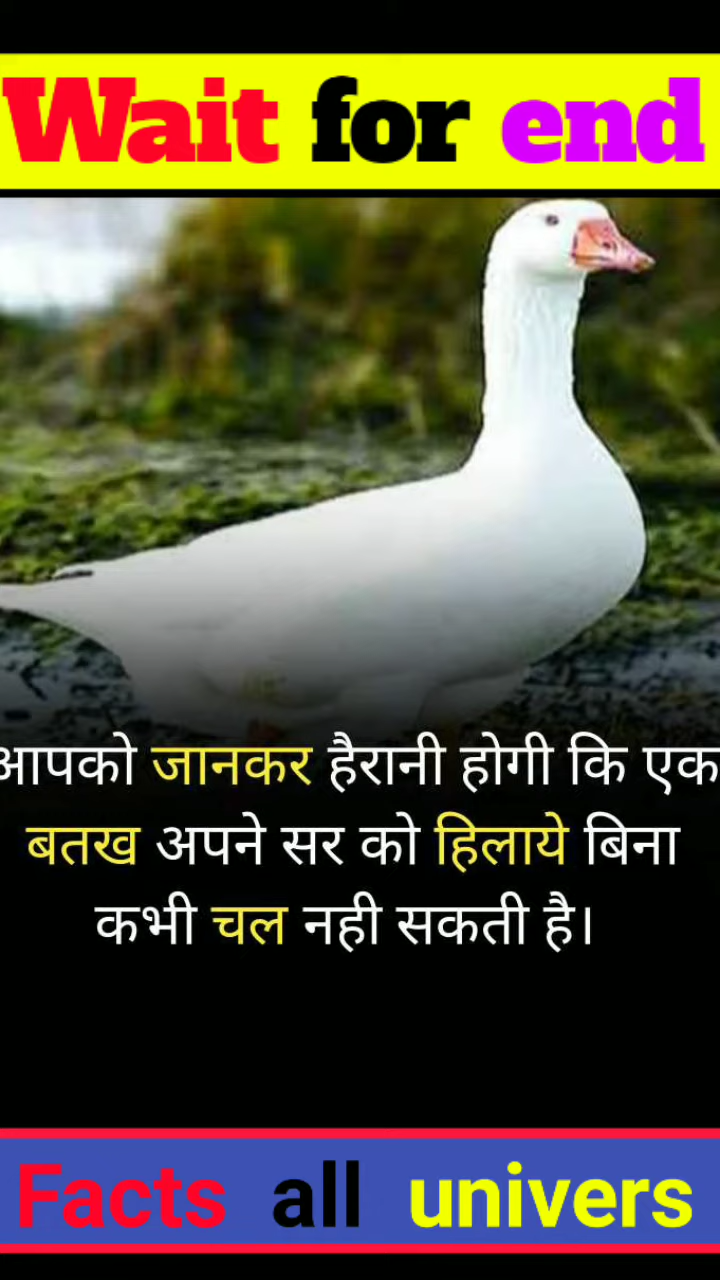 Wait for end
आपको जानकर हैरानी होगी कि एक
बतख अपने सर को हिलाये बिना
कभी चल नही सकती है।
Facts all univers